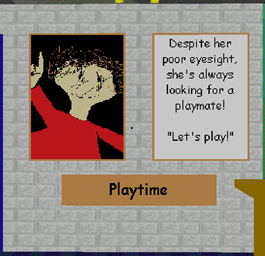 Despite her
poor eyesight,
she's always
looking for a
playmate!
"Let's play!"
Playtime